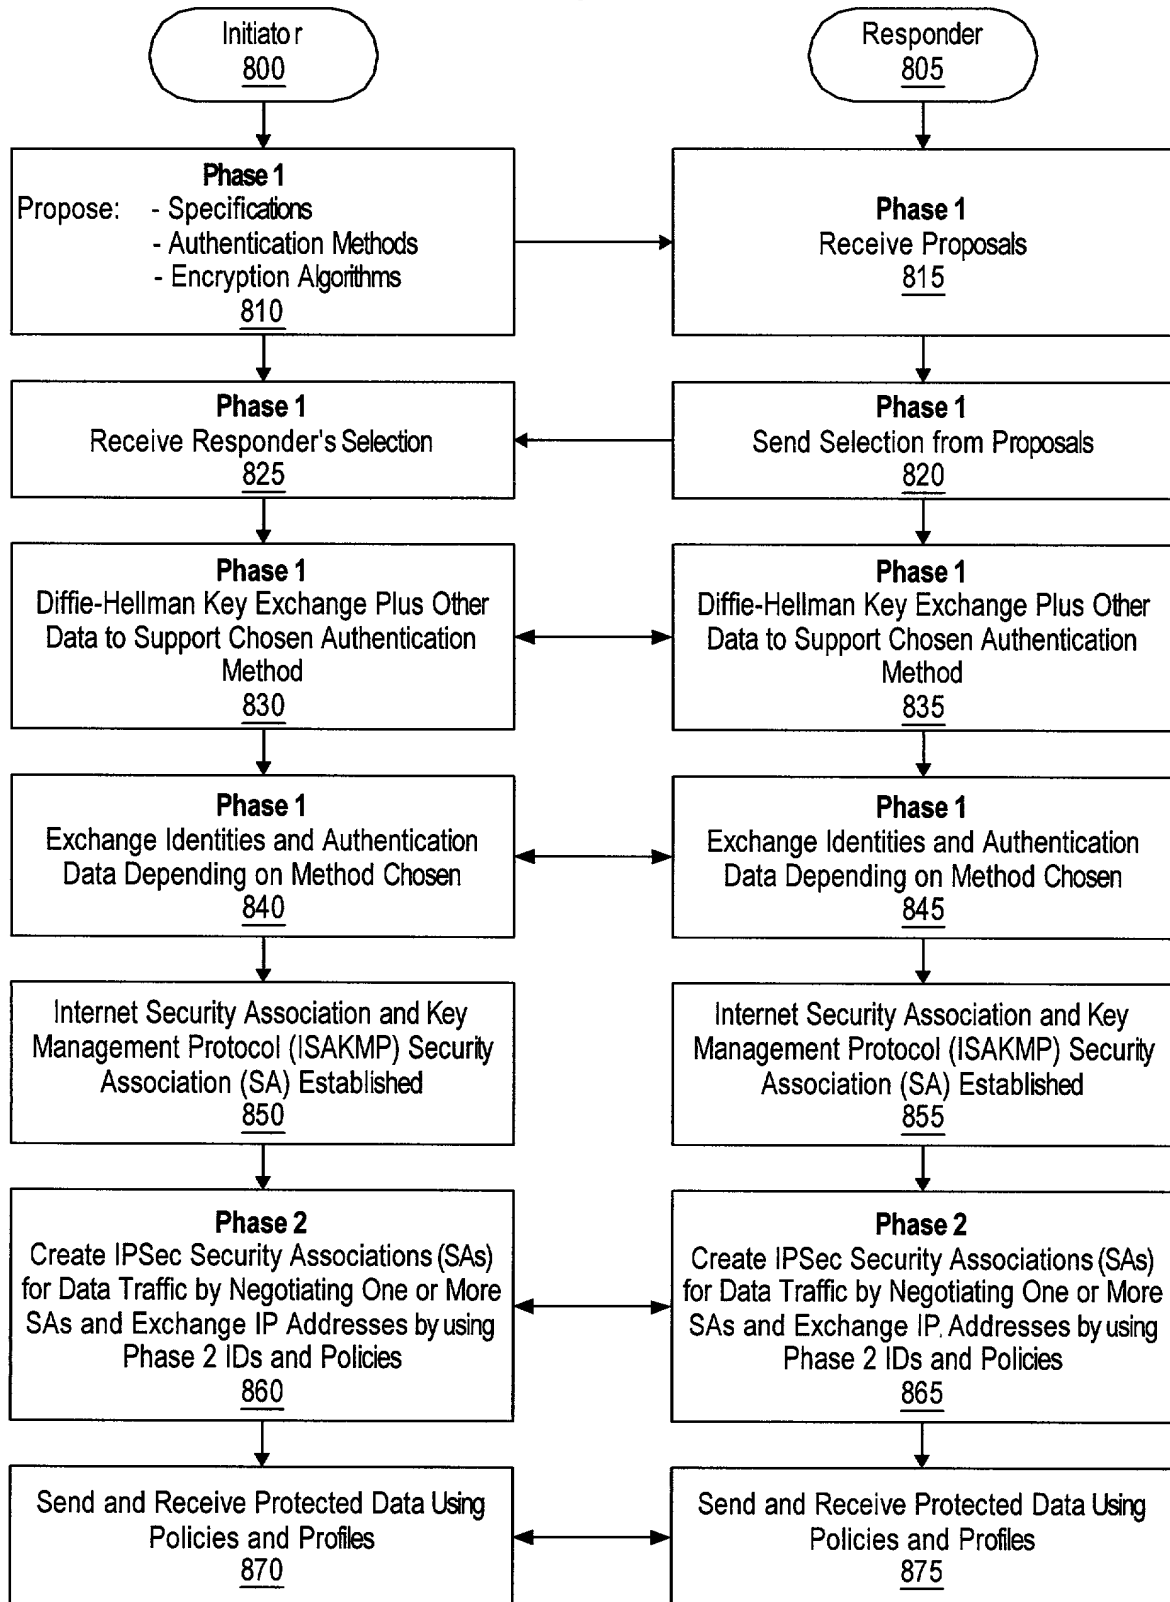 Initiator
800
Responder
805
Phase 1
Propose: - Specifications
- Authentication Methods
- Encryption Algorithms
810
Phase 1
Receive Proposals
815
Phase 1
Receive Responder's Selection
825
Phase 1
Send Selection from Proposals
820
Phase 1
Diffie-Hellman Key Exchange Plus Other
Data to Support Chosen Authentication
Method
830
Phase 1
Diffie-Hellman Key Exchange Plus Other
Data to Support Chosen Authentication
Method
835
Phase 1
Exchange Identities and Authentication
Data Depending on Method Chosen
840
Phase 1
Exchange Identities and Authentication
Data Depending on Method Chosen
845
Internet Security Association and Key
Management Protocol (ISAKMP) Security
Association (SA) Established
850
Internet Security Association and Key
Management Protocol (ISAKMP) Security
Association (SA) Established
855
Phase 2
Create IPSec Security Associations (SAs)
for Data Traffic by Negotiating One or More
SAs and Exchange IP Addresses by using
Phase 2 IDs and Policies
860
Phase 2
Create IPSec Security Associations (SAs)
for Data Traffic by Negotiating One or More
SAs and Exchange IP. Addresses by using
Phase 2 IDs and Policies
865
Send and Receive Protected Data Using
Policies and Profiles
870
Send and Receive Protected Data Using
Policies and Profiles
875